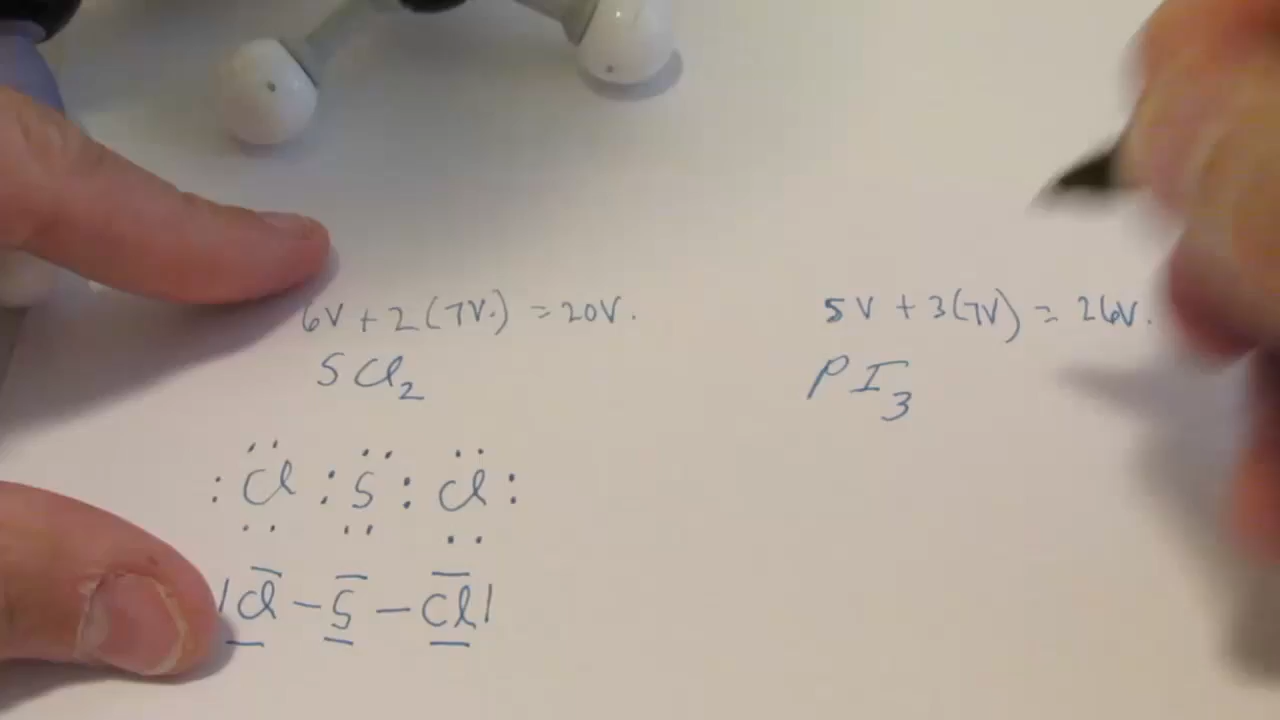 6V + 2(7V.) = 20V.
SCl₂
:Cl:S:Cl:
|Cl-S-Cl|
5V + 3(7V) = 26V.
PI₃